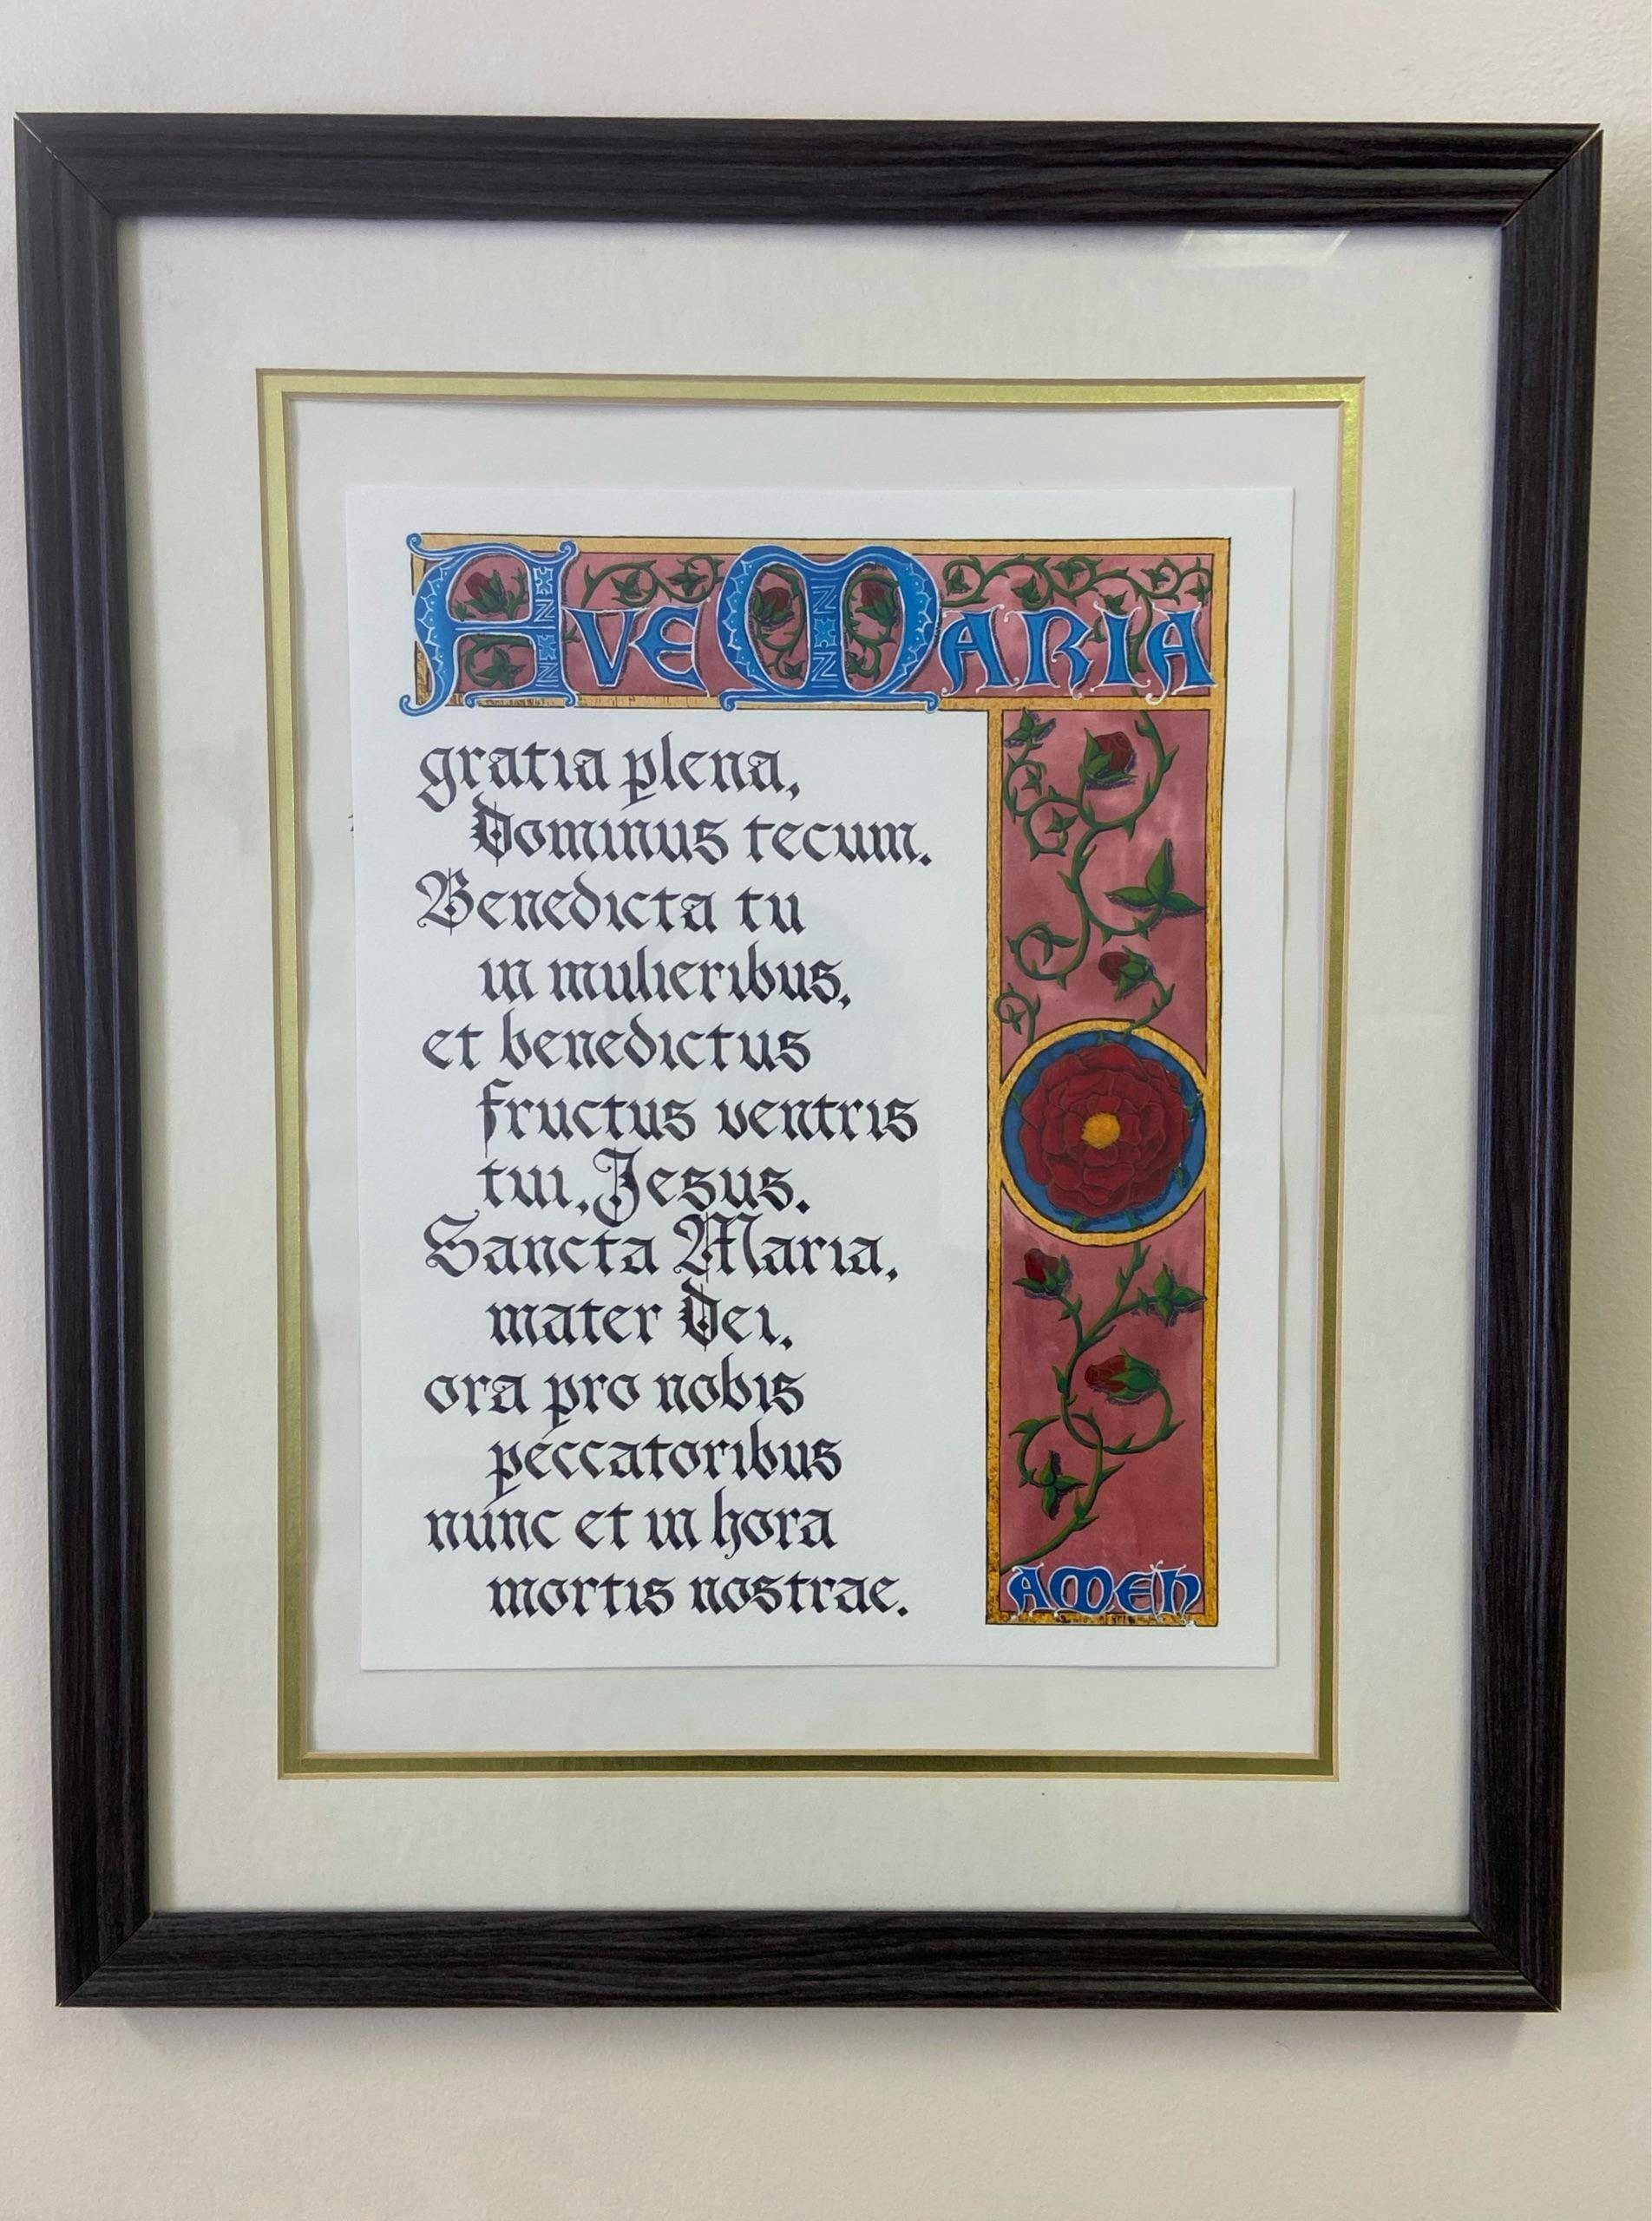 AVE MARIA
gratia plena,
Dominus tecum.
Benedicta tu
in mulieribus,
et benedictus
fructus ventris
tui, Jesus.
Sancta Maria,
mater Dei,
ora pro nobis
peccatoribus
nunc et in hora
mortis nostrae.
AMEN